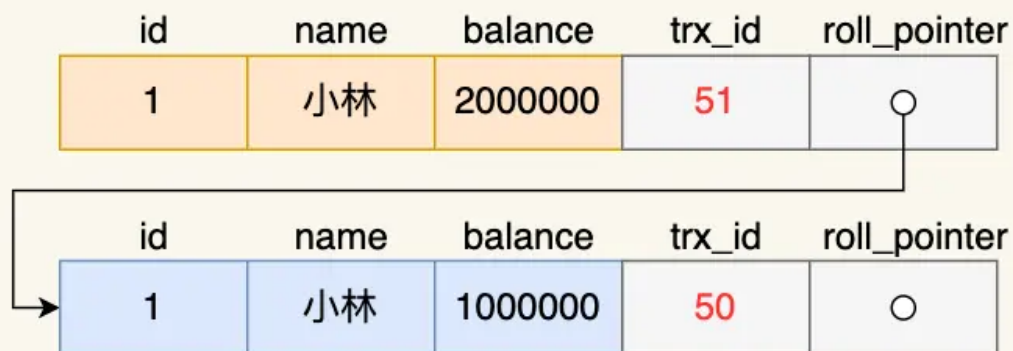 id name balance trx_id roll_pointer
1 小林 2000000 51
id name balance trx_id roll_pointer
1 小林 1000000 50